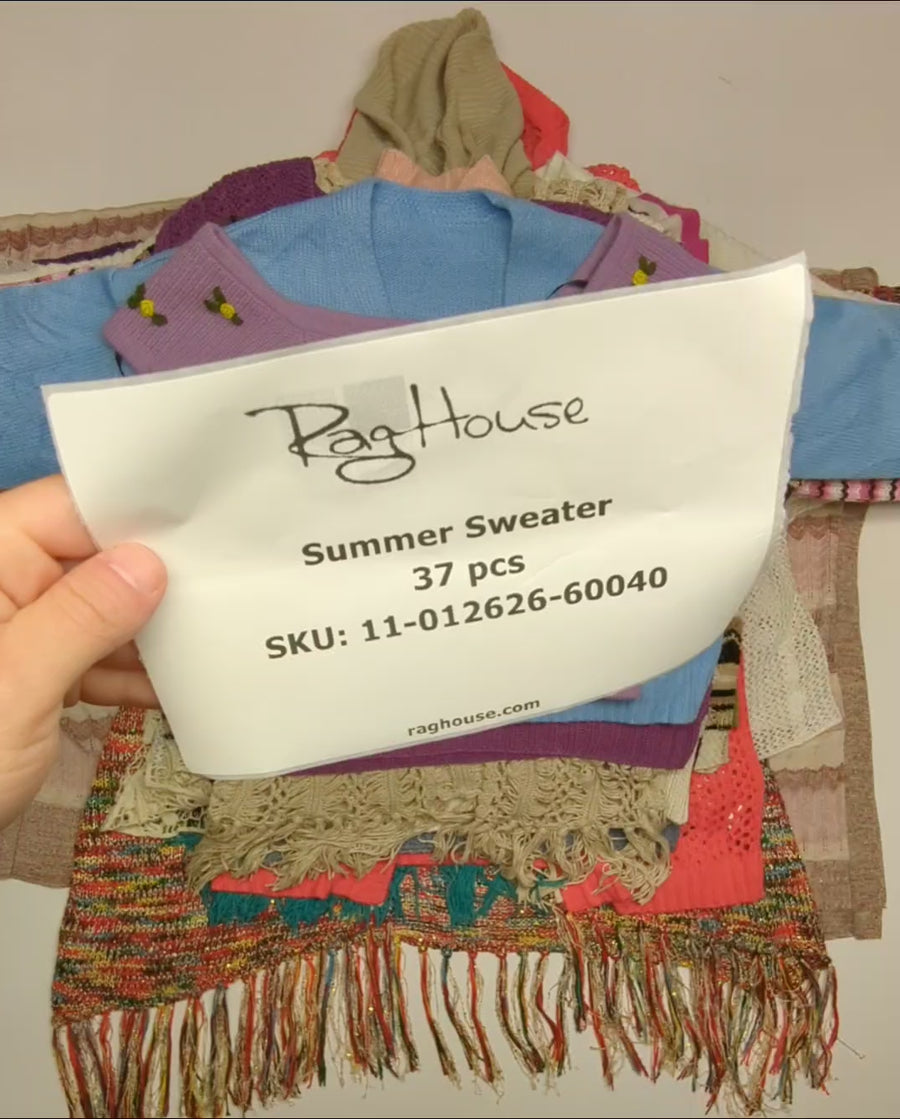 RagHouse
Summer Sweater
37 pcs
SKU: 11-012626-60040
raghouse.com